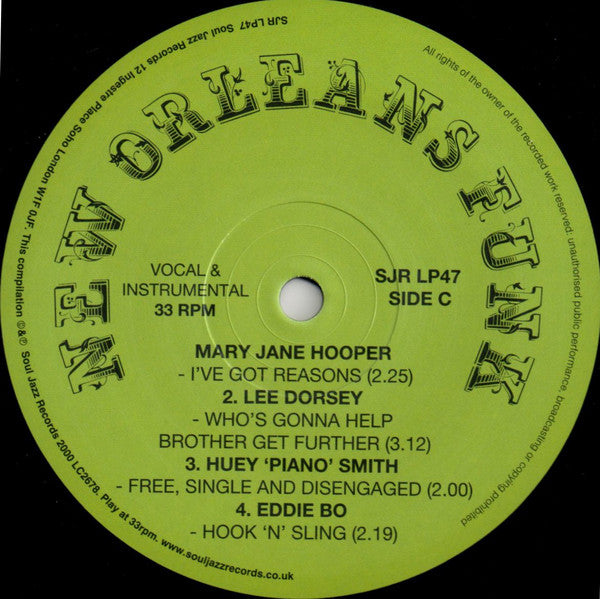 NEW ORLEANS FUNK
VOCAL &
INSTRUMENTAL
33 RPM
SJR LP47
SIDE C
MARY JANE HOOPER
- I'VE GOT REASONS (2.25)
2. LEE DORSEY
- WHO'S GONNA HELP
BROTHER GET FURTHER (3.12)
3. HUEY 'PIANO' SMITH
- FREE, SINGLE AND DISENGAGED (2.00)
4. EDDIE BO
- HOOK 'N' SLING (2.19)
SJR LP47 Soul Jazz Records 12 Ingestre Place Soho London W1F 0JF. This compilation ©&℗ Soul Jazz Records 2000 LC2678. Play at 33rpm. www.souljazzrecords.co.uk
All rights of the owner of the recorded work reserved: unauthorised public performance, broadcasting or copying prohibited